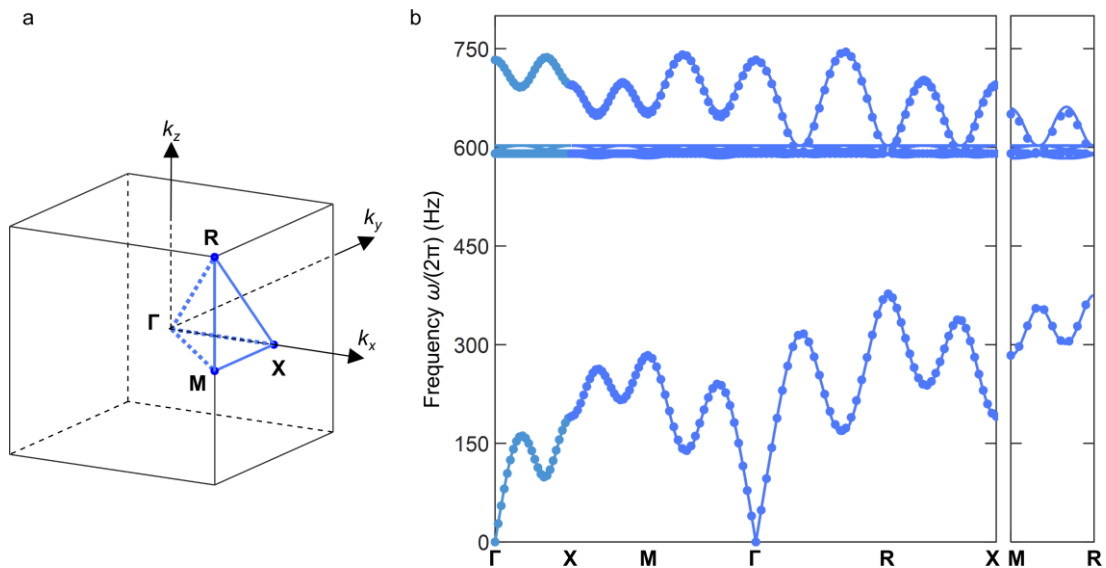 a
k_z
k_y
R
Γ
k_x
X
M
b
Frequency ω/(2π) (Hz)
750
600
450
300
150
0
Γ X M Γ R X M R